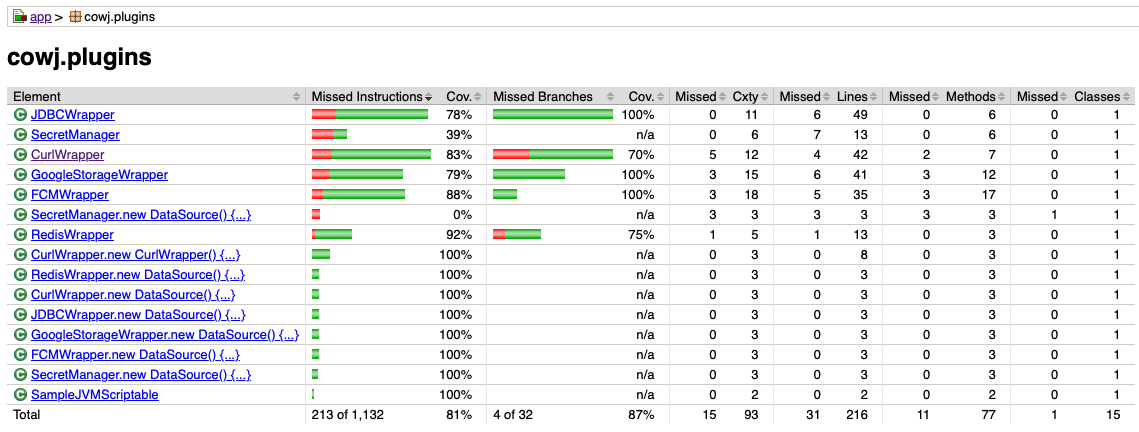 app > cowj.plugins
cowj.plugins
Element Missed Instructions Cov. Missed Branches Cov. Missed Cxty Missed Lines Missed Methods Missed Classes
C JDBCWrapper 78% 100% 0 11 6 49 0 6 0 1
C SecretManager 39% n/a 0 6 7 13 0 6 0 1
C CurlWrapper 83% 70% 5 12 4 42 2 7 0 1
C GoogleStorageWrapper 79% 100% 3 15 6 41 3 12 0 1
C FCMWrapper 88% 100% 3 18 5 35 3 17 0 1
C SecretManager.new DataSource() {...} 0% n/a 3 3 3 3 3 3 1 1
C RedisWrapper 92% 75% 1 5 1 13 0 3 0 1
C CurlWrapper.new CurlWrapper() {...} 100% n/a 0 3 0 8 0 3 0 1
C RedisWrapper.new DataSource() {...} 100% n/a 0 3 0 3 0 3 0 1
C CurlWrapper.new DataSource() {...} 100% n/a 0 3 0 3 0 3 0 1
C JDBCWrapper.new DataSource() {...} 100% n/a 0 3 0 3 0 3 0 1
C GoogleStorageWrapper.new DataSource() {...} 100% n/a 0 3 0 3 0 3 0 1
C FCMWrapper.new DataSource() {...} 100% n/a 0 3 0 3 0 3 0 1
C SecretManager.new DataSource() {...} 100% n/a 0 3 0 3 0 3 0 1
C SampleJVMScriptable 100% n/a 0 2 0 2 0 2 0 1
Total 213 of 1,132 81% 4 of 32 87% 15 93 31 216 11 77 1 15